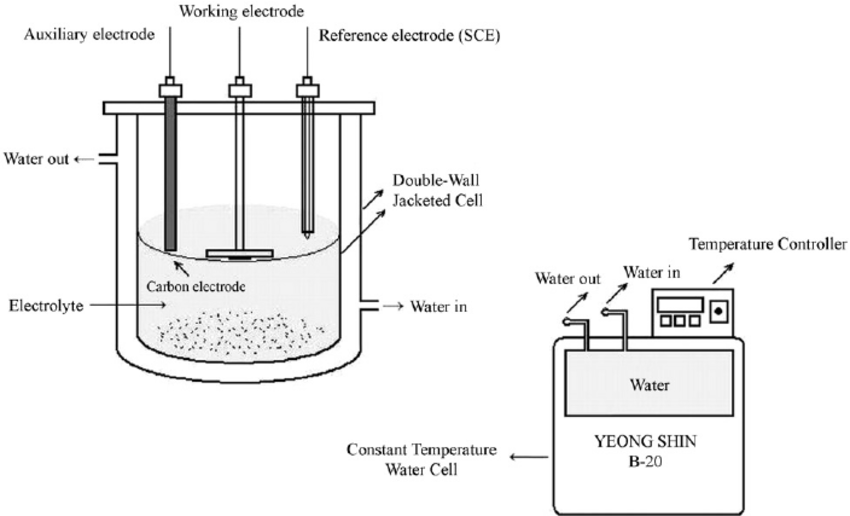 Working electrode
Auxiliary electrode
Reference electrode (SCE)
Water out
Double-Wall
Jacketed Cell
Carbon electrode
Electrolyte
Water in
Temperature Controller
Water out
Water in
Water
YEONG SHIN
B-20
Constant Temperature
Water Cell